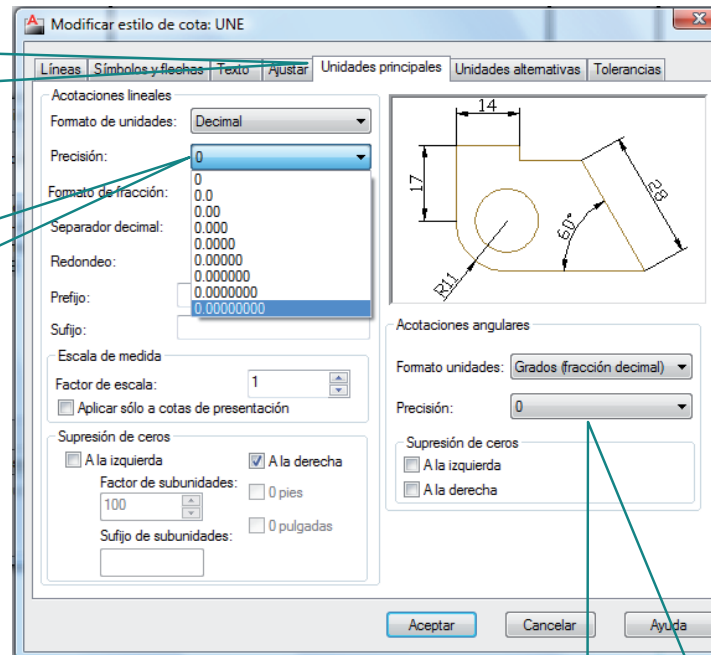 Modificar estilo de cota: UNE
Líneas Símbolos y flechas Texto Ajustar Unidades principales Unidades alternativas Tolerancias
Acotaciones lineales
Formato de unidades: Decimal
Precisión: 0
0
0.0
0.00
0.000
0.0000
0.00000
0.000000
0.0000000
0.00000000
Formato de fracción:
Separador decimal:
Redondeo:
Prefijo:
Sufijo:
Escala de medida
Factor de escala: 1
Aplicar sólo a cotas de presentación
Supresión de ceros
A la izquierda
Factor de subunidades:
100
Sufijo de subunidades:
A la derecha
0 pies
0 pulgadas
14
17
28
60°
R11
Acotaciones angulares
Formato unidades: Grados (fracción decimal)
Precisión: 0
Supresión de ceros
A la izquierda
A la derecha
Aceptar Cancelar Ayuda